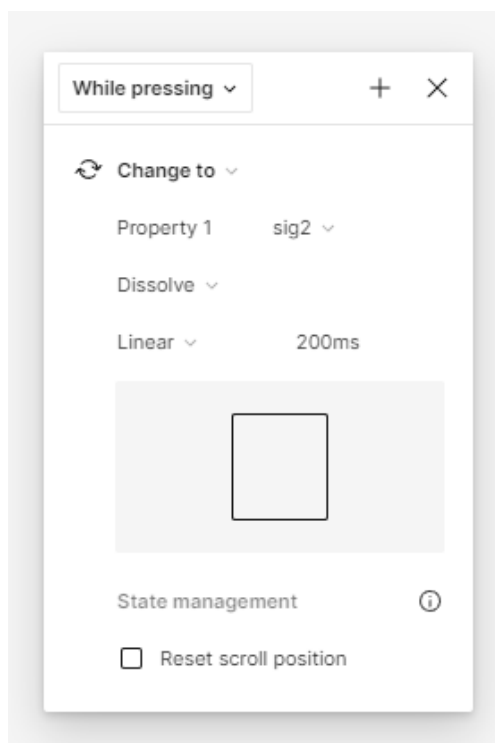 While pressing
Change to
Property 1 sig2
Dissolve
Linear 200ms
State management
Reset scroll position